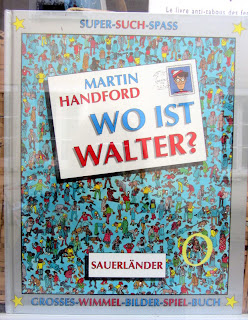 SUPER-SUCH-SPASS
MARTIN
HANDFORD
WO IST
WALTER?
SAUERLÄNDER
GROSSES-WIMMEL-BILDER-SPIEL-BUCH